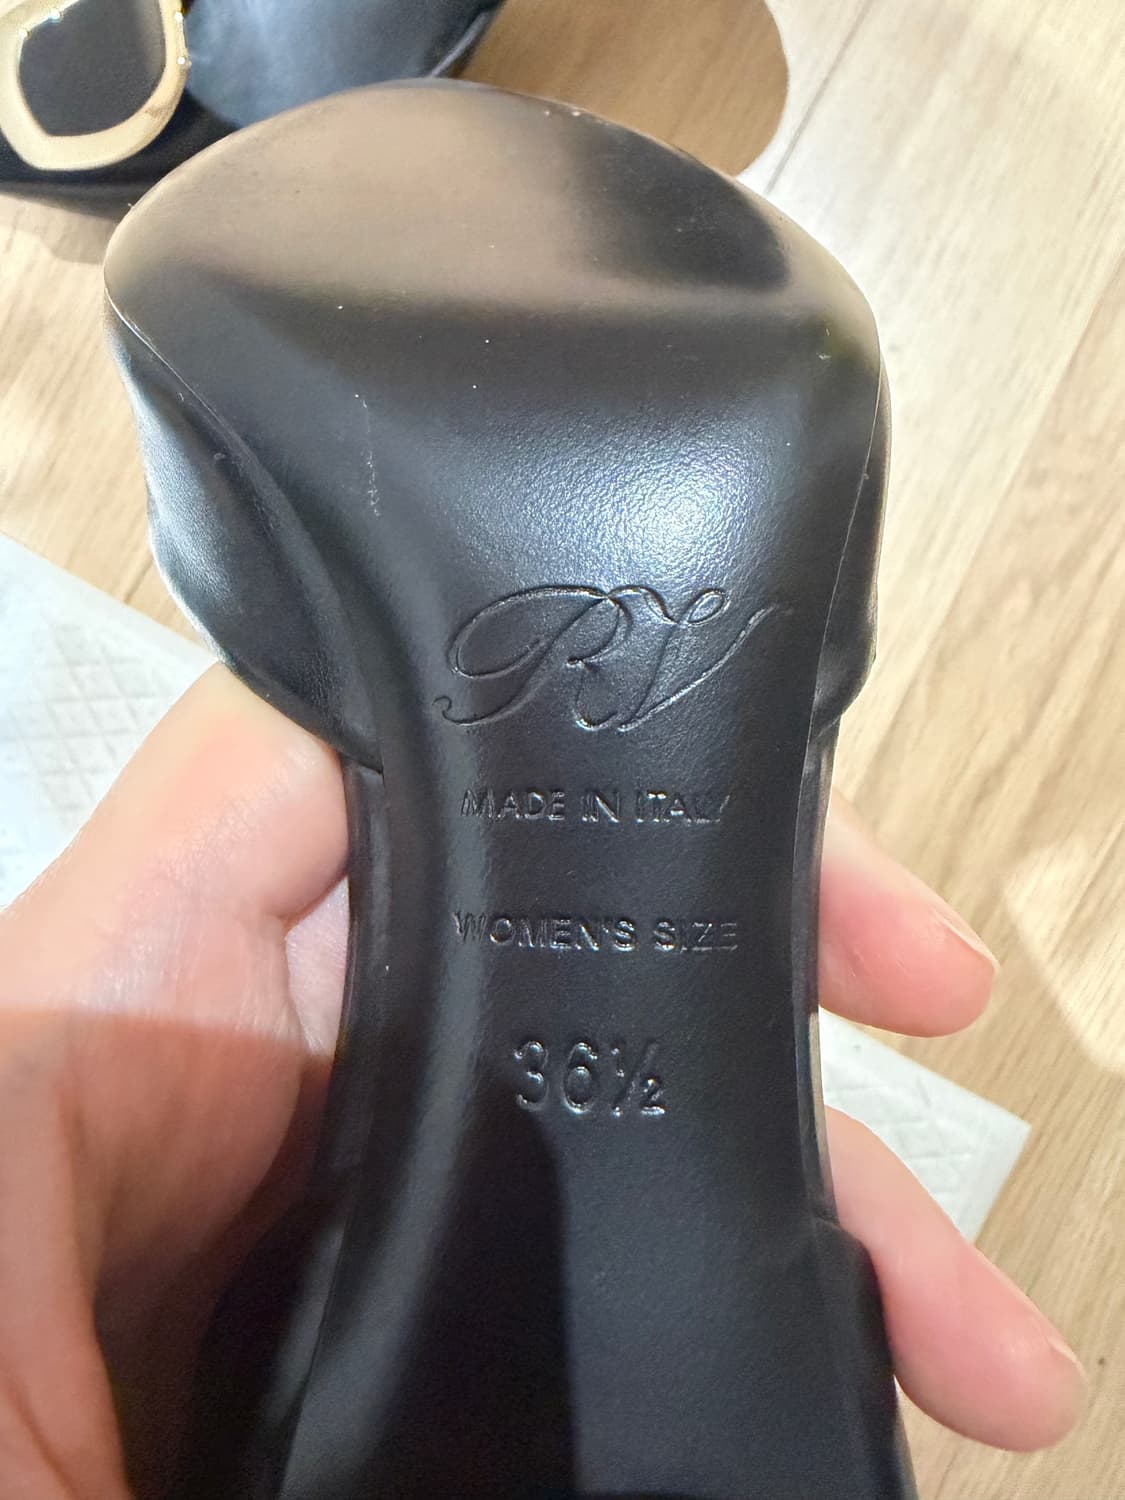 RV
MADE IN ITALY
WOMEN'S SIZE
36½